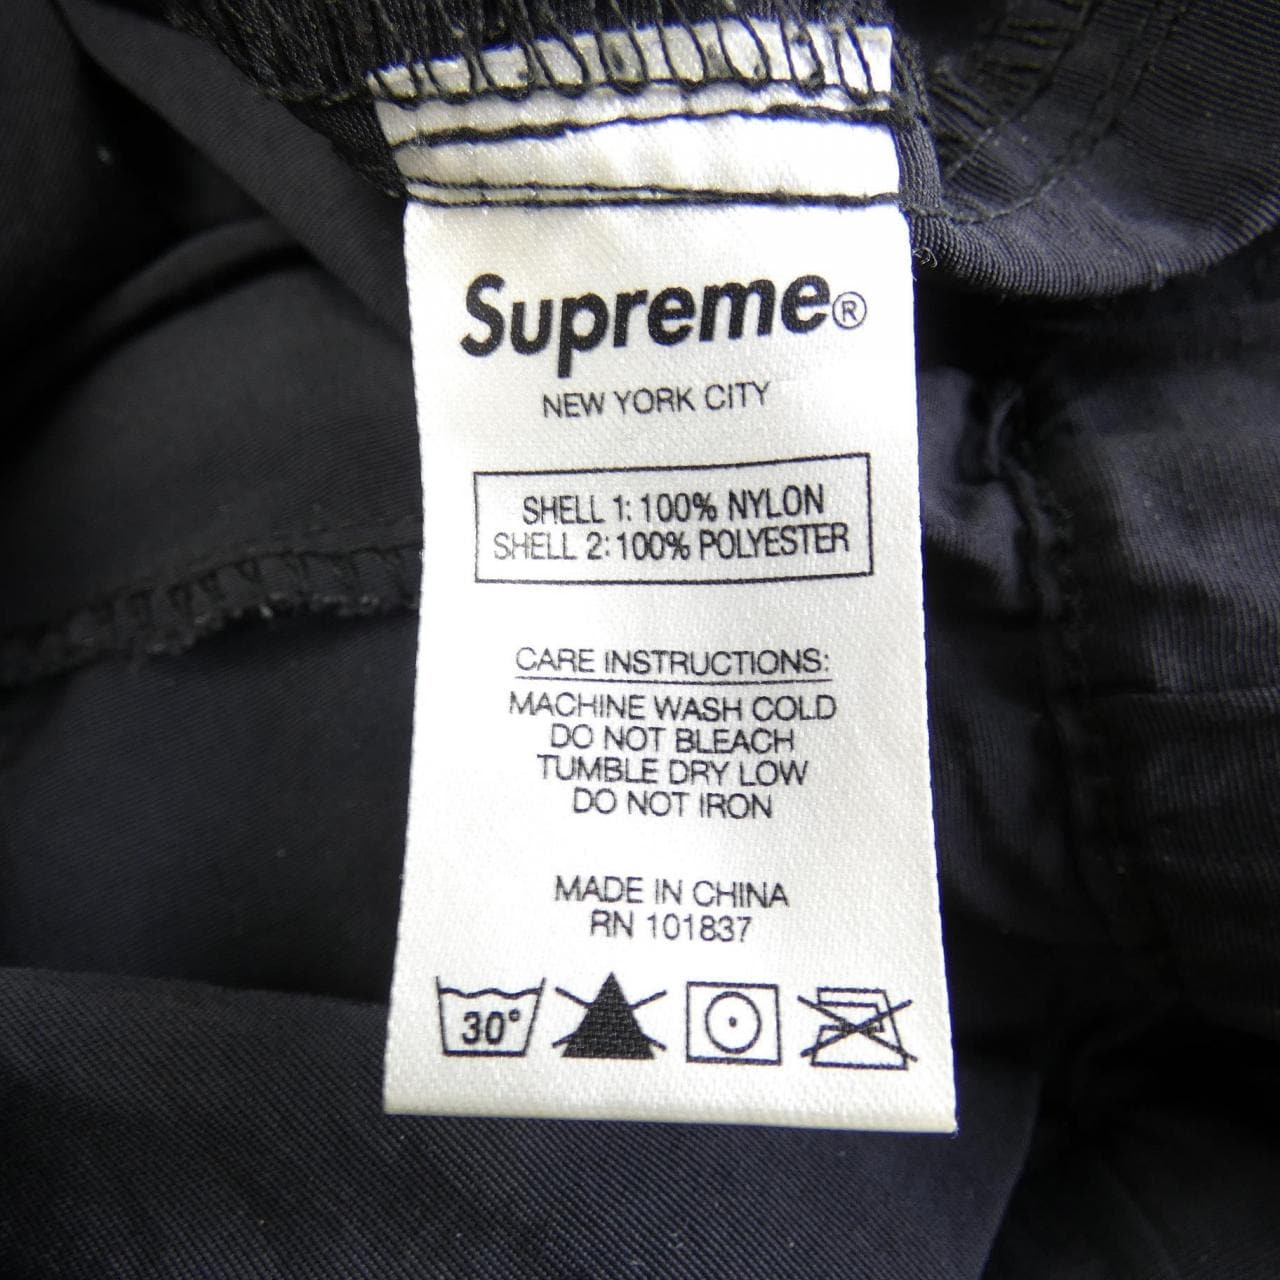 Supreme®
NEW YORK CITY
SHELL 1: 100% NYLON
SHELL 2: 100% POLYESTER
CARE INSTRUCTIONS:
MACHINE WASH COLD
DO NOT BLEACH
TUMBLE DRY LOW
DO NOT IRON
MADE IN CHINA
RN 101837
30°